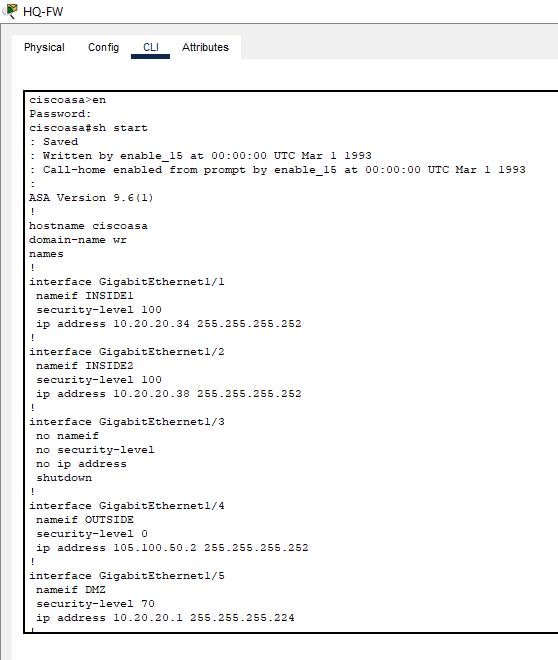 HQ-FW
Physical Config CLI Attributes
ciscoasa>en
Password:
ciscoasa#sh start
: Saved
: Written by enable_15 at 00:00:00 UTC Mar 1 1993
: Call-home enabled from prompt by enable_15 at 00:00:00 UTC Mar 1 1993
:
ASA Version 9.6(1)
!
hostname ciscoasa
domain-name wr
names
!
interface GigabitEthernet1/1
 nameif INSIDE1
 security-level 100
 ip address 10.20.20.34 255.255.255.252
!
interface GigabitEthernet1/2
 nameif INSIDE2
 security-level 100
 ip address 10.20.20.38 255.255.255.252
!
interface GigabitEthernet1/3
 no nameif
 no security-level
 no ip address
 shutdown
!
interface GigabitEthernet1/4
 nameif OUTSIDE
 security-level 0
 ip address 105.100.50.2 255.255.255.252
!
interface GigabitEthernet1/5
 nameif DMZ
 security-level 70
 ip address 10.20.20.1 255.255.255.224
!